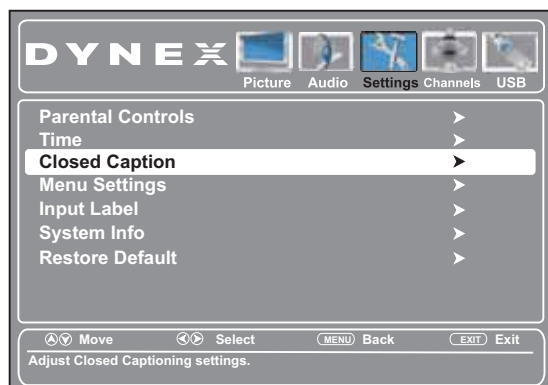 DYNEX
Picture Audio Settings Channels USB
Parental Controls
Time
Closed Caption
Menu Settings
Input Label
System Info
Restore Default
Move Select MENU Back EXIT Exit
Adjust Closed Captioning settings.